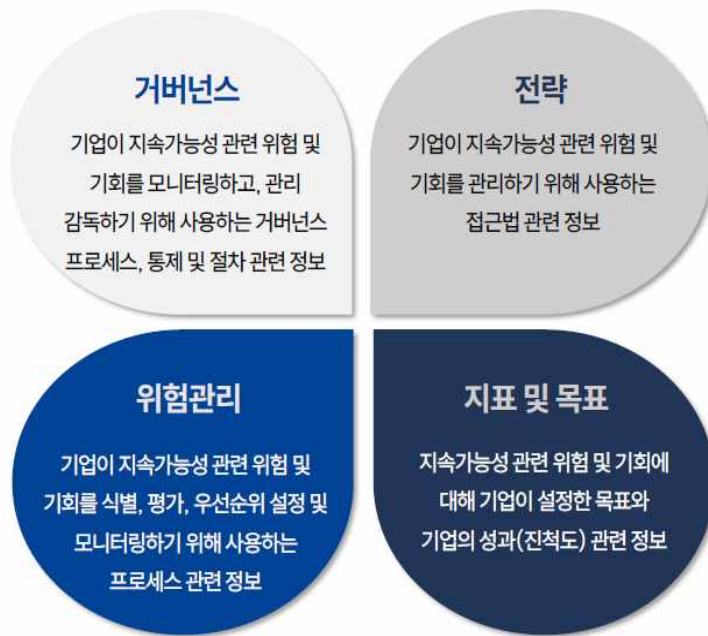 거버넌스
기업이 지속가능성 관련 위험 및
기회를 모니터링하고, 관리
감독하기 위해 사용하는 거버넌스
프로세스, 통제 및 절차 관련 정보
전략
기업이 지속가능성 관련 위험 및
기회를 관리하기 위해 사용하는
접근법 관련 정보
위험관리
기업이 지속가능성 관련 위험 및
기회를 식별, 평가, 우선순위 설정 및
모니터링하기 위해 사용하는
프로세스 관련 정보
지표 및 목표
지속가능성 관련 위험 및 기회에
대해 기업이 설정한 목표와
기업의 성과(진척도) 관련 정보